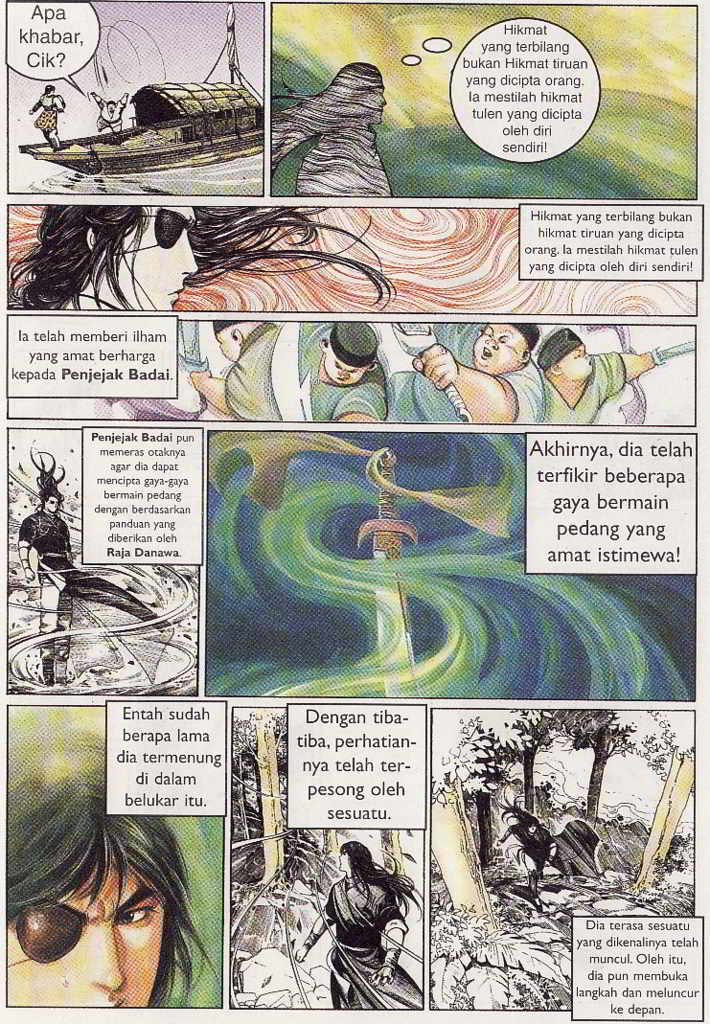 Apa
khabar,
Cik?
Hikmat
yang terbilang
bukan Hikmat tiruan
yang dicipta orang.
Ia mestilah hikmat
tulen yang dicipta
oleh diri
sendiri!
Hikmat yang terbilang bukan
hikmat tiruan yang dicipta
orang. Ia mestilah hikmat tulen
yang dicipta oleh diri sendiri!
Ia telah memberi ilham
yang amat berharga
kepada Penjejak Badai.
Penjejak Badai pun
memeras otaknya
agar dia dapat
mencipta gaya-gaya
bermain pedang
dengan berdasarkan
panduan yang
diberikan oleh
Raja Danawa.
Akhirnya, dia telah
terfikir beberapa
gaya bermain
pedang yang
amat istimewa!
Entah sudah
berapa lama
dia termenung
di dalam
belukar itu.
Dengan tiba-
tiba, perhatian-
nya telah ter-
pesong oleh
sesuatu.
Dia terasa sesuatu
yang dikenalinya telah
muncul. Oleh itu,
dia pun membuka
langkah dan meluncur
ke depan.